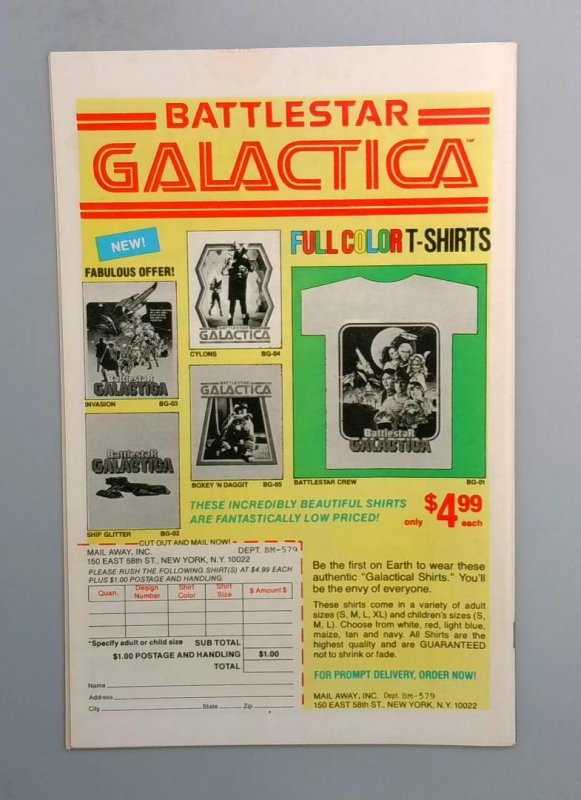 BATTLESTAR
GALACTICA™
NEW!
FULL COLOR T-SHIRTS
FABULOUS OFFER!
BATTLESTAR
GALACTICA
CYLONS BG-04
Battlestar
GALACTICA
INVASION BG-03
BATTLESTAR
GALACTICA
BOXEY 'N DAGGIT BG-05
Battlestar
GALACTICA
SHIP GLITTER BG-02
Battlestar
GALACTICA
BATTLESTAR CREW BG-01
THESE INCREDIBLY BEAUTIFUL SHIRTS
ARE FANTASTICALLY LOW PRICED!
only $4.99 each
CUT OUT AND MAIL NOW!
MAIL AWAY, INC. DEPT. BM-579
150 EAST 58th ST., NEW YORK, N.Y. 10022
PLEASE RUSH THE FOLLOWING SHIRT(S) AT $4.99 EACH
PLUS $1.00 POSTAGE AND HANDLING.
Quan. Design Number Shirt Color Shirt Size $ Amount $
*Specify adult or child size SUB TOTAL
$1.00 POSTAGE AND HANDLING $1.00
TOTAL
Name
Address
City State Zip
Be the first on Earth to wear these
authentic "Galactical Shirts." You'll
be the envy of everyone.
These shirts come in a variety of adult
sizes (S, M, L, XL) and children's sizes (S,
M, L). Choose from white, red, light blue,
maize, tan and navy. All Shirts are the
highest quality and are GUARANTEED
not to shrink or fade.
FOR PROMPT DELIVERY, ORDER NOW!
MAIL AWAY, INC. Dept. BM-579
150 EAST 58th ST., NEW YORK, N.Y. 10022